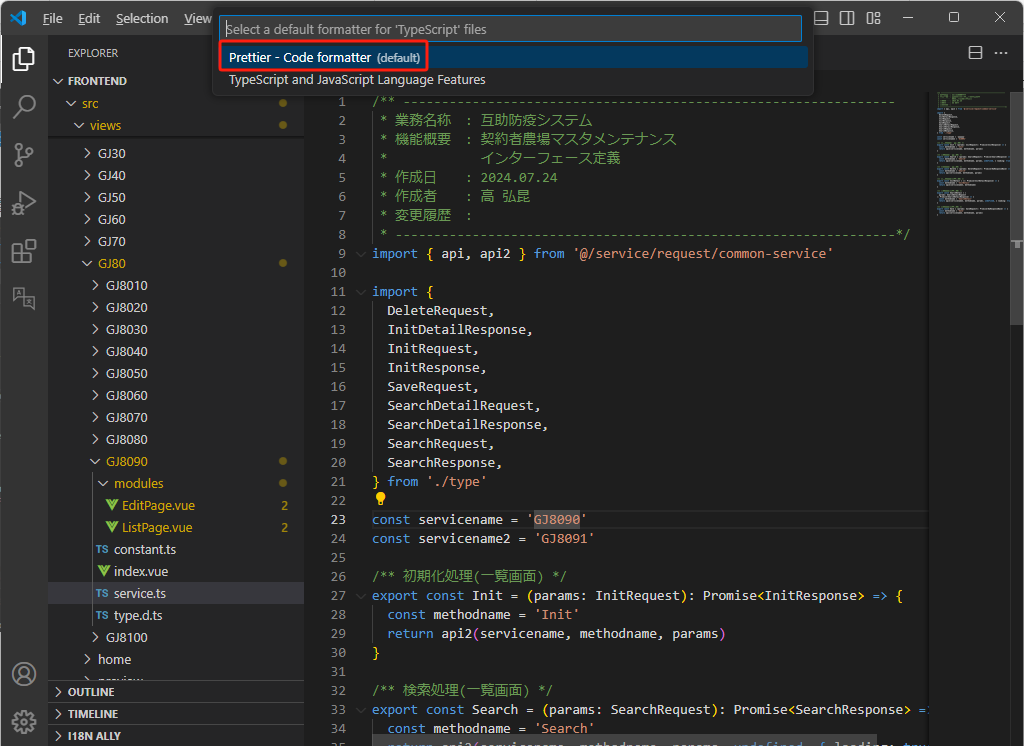 File Edit Selection View
Select a default formatter for 'TypeScript' files
Prettier - Code formatter (default)
TypeScript and JavaScript Language Features
EXPLORER
FRONTEND
src
views
GJ30
GJ40
GJ50
GJ60
GJ70
GJ80
GJ8010
GJ8020
GJ8030
GJ8040
GJ8050
GJ8060
GJ8070
GJ8080
GJ8090
modules
EditPage.vue 2
ListPage.vue 2
TS constant.ts
index.vue
TS service.ts
TS type.d.ts
GJ8100
home
preview
OUTLINE
TIMELINE
I18N ALLY
1 /** ----------------------------------------------------------------
2 * 業務名称 : 互助防疫システム
3 * 機能概要 : 契約者農場マスタメンテナンス
4 * インターフェース定義
5 * 作成日 : 2024.07.24
6 * 作成者 : 高 弘昆
7 * 変更履歴 :
8 * -----------------------------------------------------------------*/
9 import { api, api2 } from '@/service/request/common-service'
10
11 import {
12 DeleteRequest,
13 InitDetailResponse,
14 InitRequest,
15 InitResponse,
16 SaveRequest,
17 SearchDetailRequest,
18 SearchDetailResponse,
19 SearchRequest,
20 SearchResponse,
21 } from './type'
22
23 const servicename = 'GJ8090'
24 const servicename2 = 'GJ8091'
25
26 /** 初期化処理(一覧画面) */
27 export const Init = (params: InitRequest): Promise<InitResponse> => {
28 const methodname = 'Init'
29 return api2(servicename, methodname, params)
30 }
31
32 /** 検索処理(一覧画面) */
33 export const Search = (params: SearchRequest): Promise<SearchResponse> =>
34 const methodname = 'Search'
35 return api2(servicename, methodname, params, undefined, { loading: tru